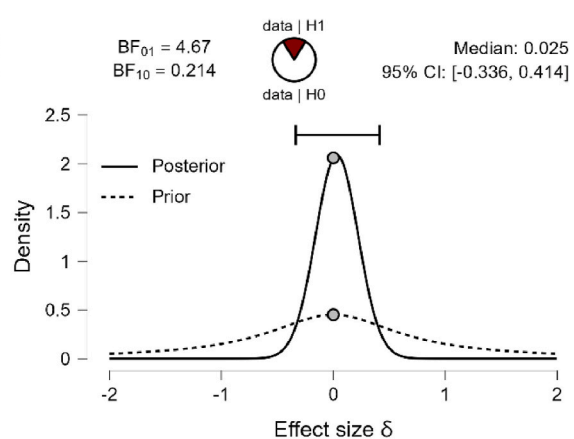 data | H1
BF01 = 4.67
BF10 = 0.214
data | H0
Median: 0.025
95% CI: [-0.336, 0.414]
2.5
2
1.5
1
0.5
0
Density
Posterior
Prior
-2
-1
0
1
2
Effect size δ